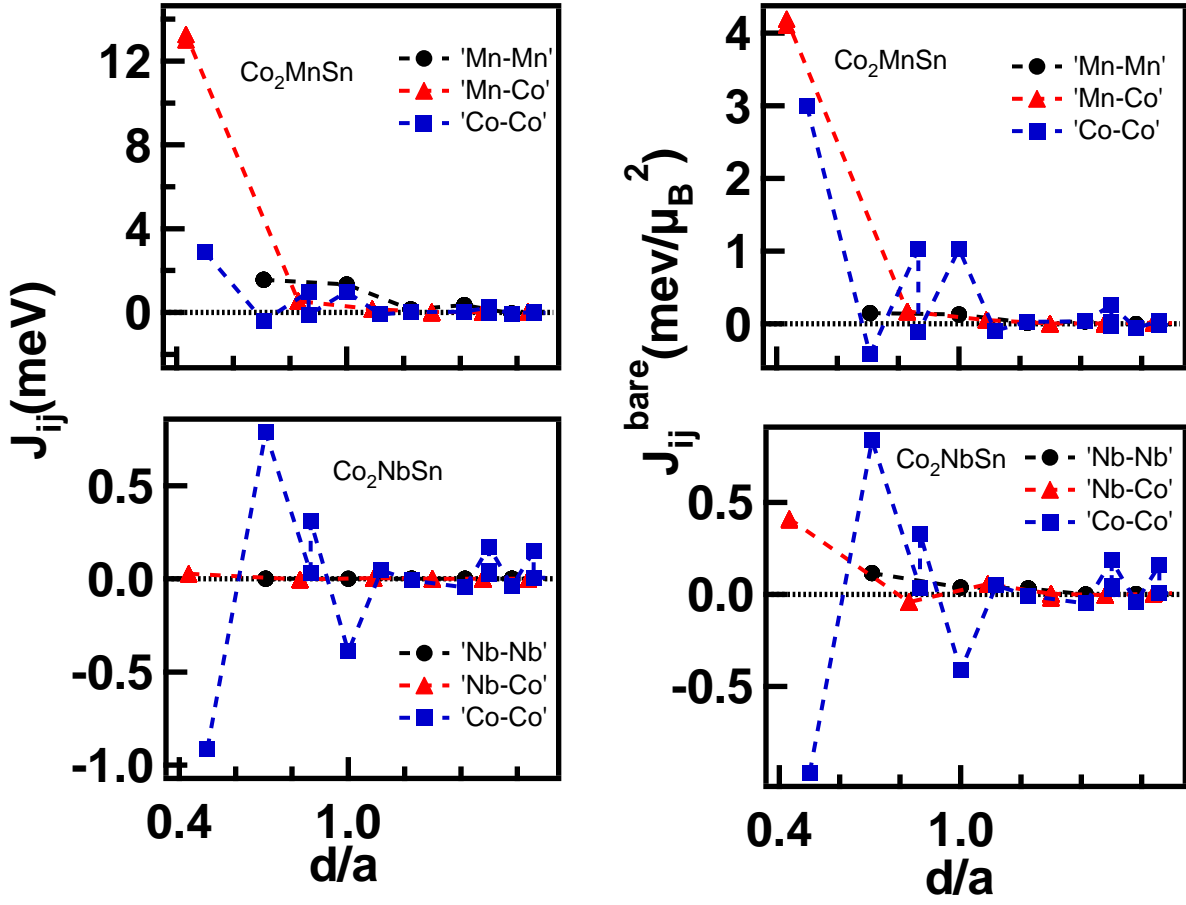 12
8
4
0
Co2MnSn
'Mn-Mn'
'Mn-Co'
'Co-Co'
4
3
2
1
0
Co2MnSn
'Mn-Mn'
'Mn-Co'
'Co-Co'
Jij(meV)
Jij bare(mev/μB2)
0.5
0.0
-0.5
-1.0
Co2NbSn
'Nb-Nb'
'Nb-Co'
'Co-Co'
0.4
1.0
d/a
0.5
0.0
-0.5
Co2NbSn
'Nb-Nb'
'Nb-Co'
'Co-Co'
0.4
1.0
d/a